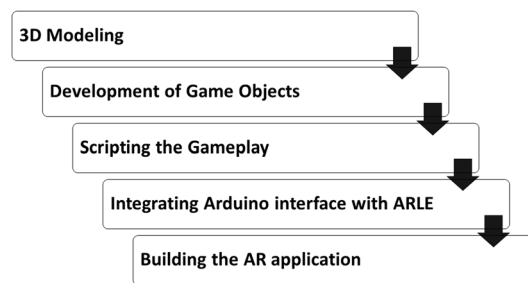 3D Modeling
Development of Game Objects
Scripting the Gameplay
Integrating Arduino interface with ARLE
Building the AR application